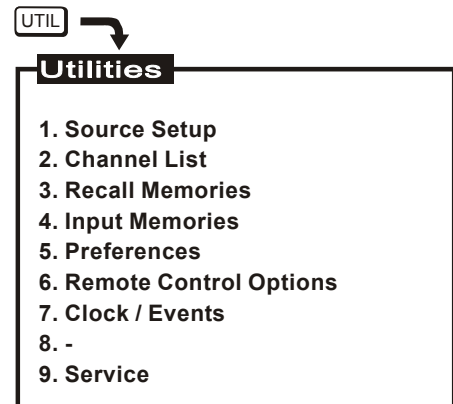 UTIL
Utilities
1. Source Setup
2. Channel List
3. Recall Memories
4. Input Memories
5. Preferences
6. Remote Control Options
7. Clock / Events
8. -
9. Service